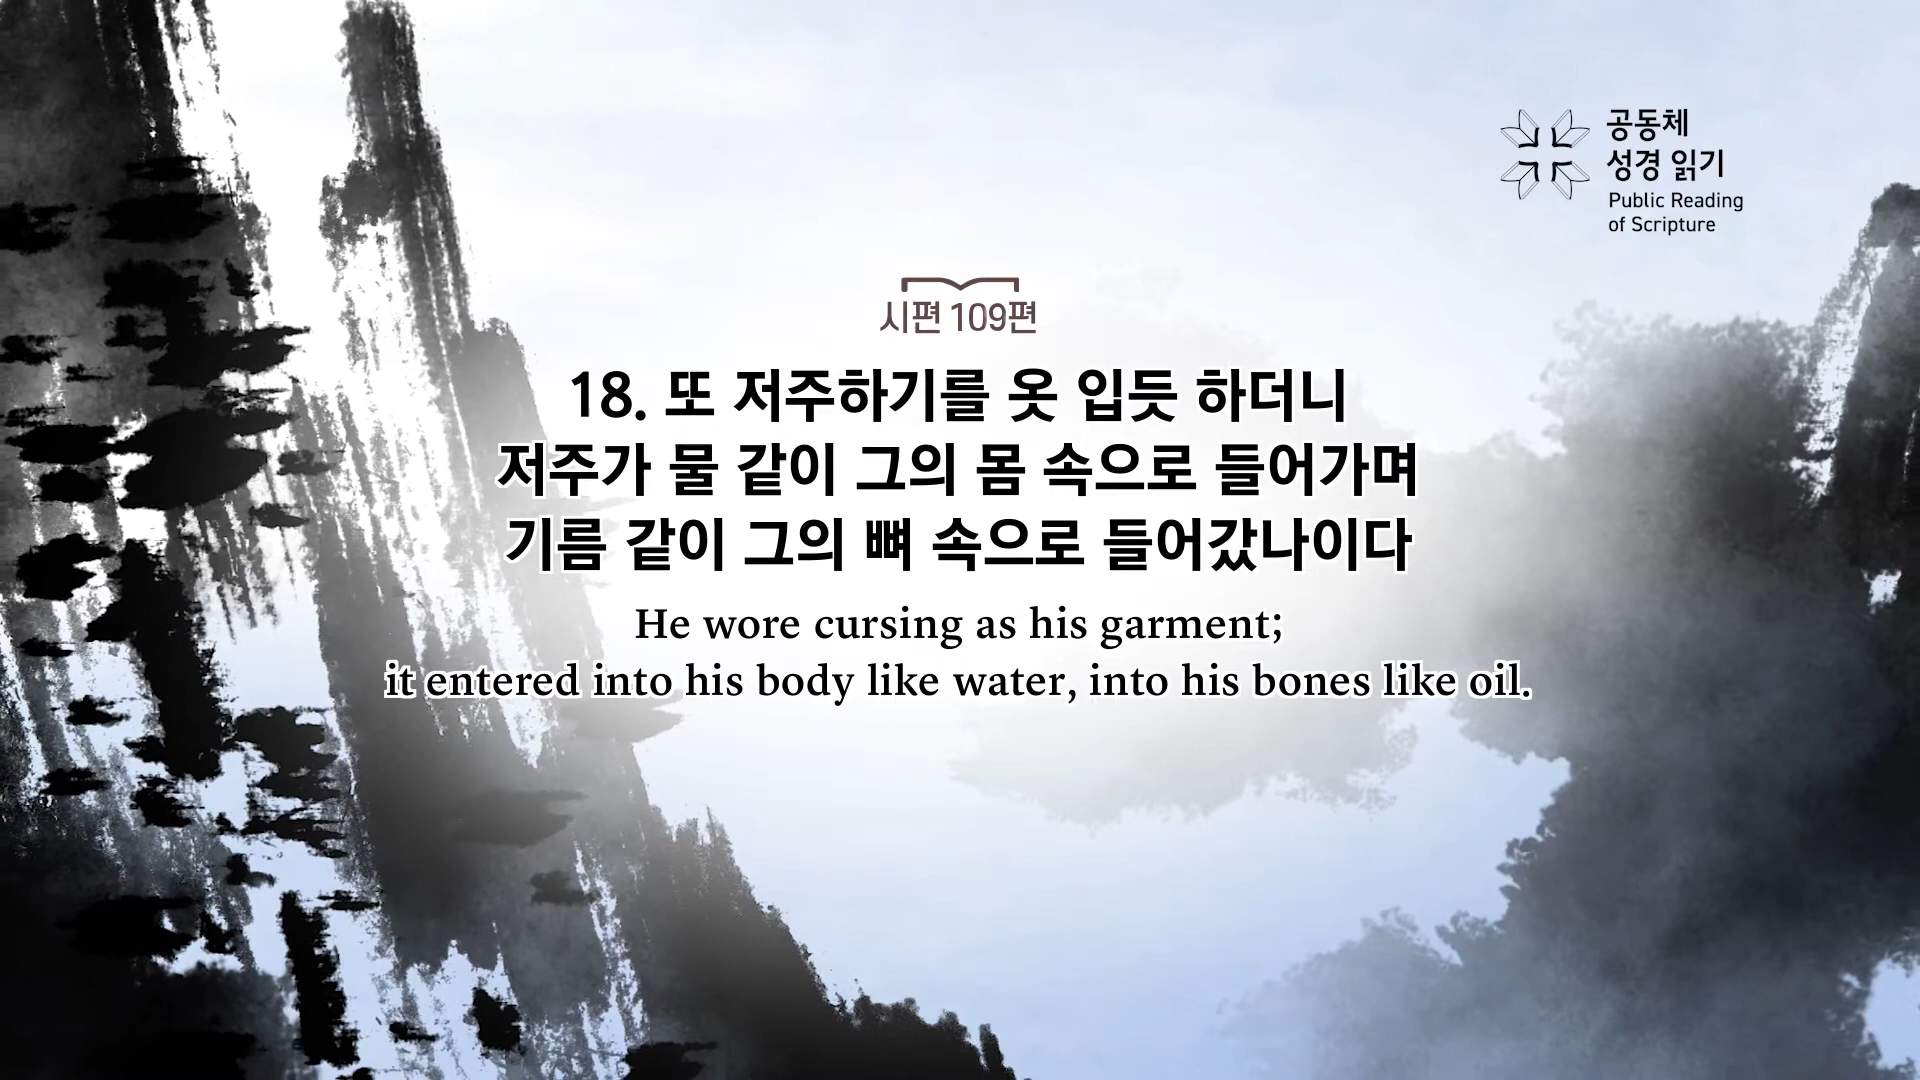 공동체
성경 읽기
Public Reading
of Scripture
시편 109편
18. 또 저주하기를 옷 입듯 하더니
저주가 물 같이 그의 몸 속으로 들어가며
기름 같이 그의 뼈 속으로 들어갔나이다
He wore cursing as his garment;
it entered into his body like water, into his bones like oil.